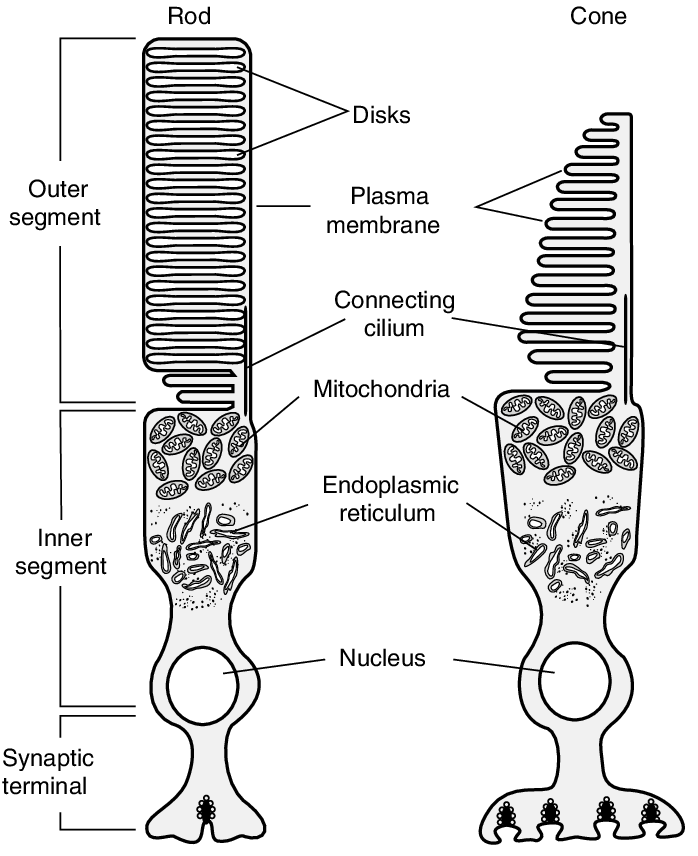 Rod
Cone
Disks
Outer
segment
Plasma
membrane
Connecting
cilium
Mitochondria
Endoplasmic
reticulum
Inner
segment
Nucleus
Synaptic
terminal